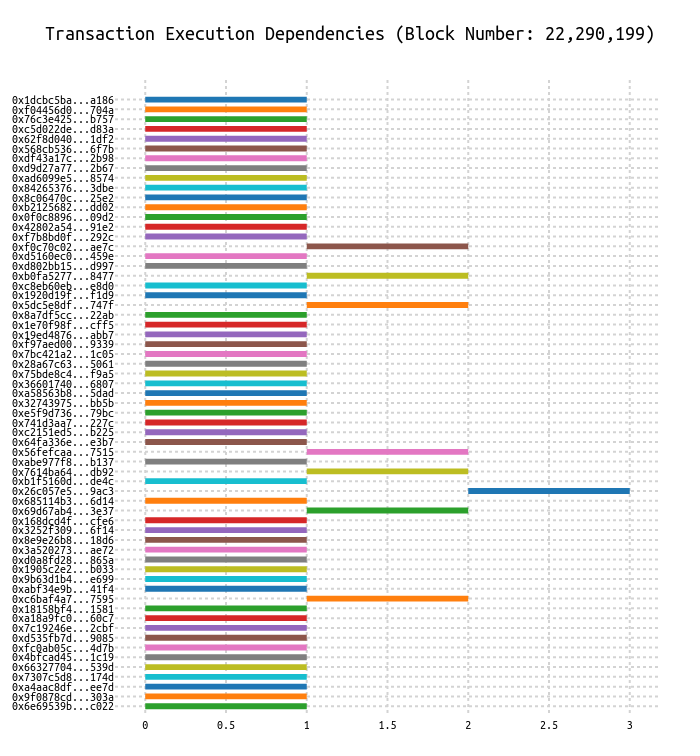 Transaction Execution Dependencies (Block Number: 22,290,199)
0x1dcbc5ba...a186
0xf04456d0...704a
0x76c3e425...b757
0xc5d022de...d83a
0x62f8d040...1df2
0x568cb536...6f7b
0xdf43a17c...2b98
0xd9d27a77...2b67
0xad6099e5...8574
0x84265376...3dbe
0x8c06470c...25e2
0xb2125682...dd02
0x0f0c8896...09d2
0x42802a54...91e2
0xf7b8bd0f...292c
0xf0c70c02...ae7c
0xd5160ec0...459e
0xd802bb15...d997
0xb0fa5277...8477
0xc8eb60eb...e8d0
0x1920d19f...f1d9
0x5dc5e8df...747f
0x8a7df5cc...22ab
0x1e70f98f...cff5
0x19ed4876...abb7
0xf97aed00...9339
0x7bc421a2...1c05
0x28a67c63...5061
0x75bde8c4...f9a5
0x36601740...6807
0xa58563b8...5dad
0x32743975...bb5b
0xe5f9d736...79bc
0x741d3aa7...227c
0xc2151ed5...b225
0x64fa336e...e3b7
0x56fefcaa...7515
0xabe977f8...b137
0x7614ba64...db92
0xb1f5160d...de4c
0x26c057e5...9ac3
0x685114b3...6d14
0x69d67ab4...3e37
0x168dcd4f...cfe6
0x3252f309...6f14
0x8e9e26b8...18d6
0x3a520273...ae72
0xd0a8fd28...865a
0x1905c2e2...b033
0x9b63d1b4...e699
0xabf34e9b...41f4
0xc6baf4a7...7595
0x18158bf4...1581
0xa18a9fc0...60c7
0x7c19246e...2cbf
0xd535fb7d...9085
0xfc0ab05c...4d7b
0x4bfcad45...1c19
0x66327704...539d
0x7307c5d8...174d
0xa4aac8df...ee7d
0x9f0878cd...303a
0x6e69539b...c022
0 0.5 1 1.5 2 2.5 3